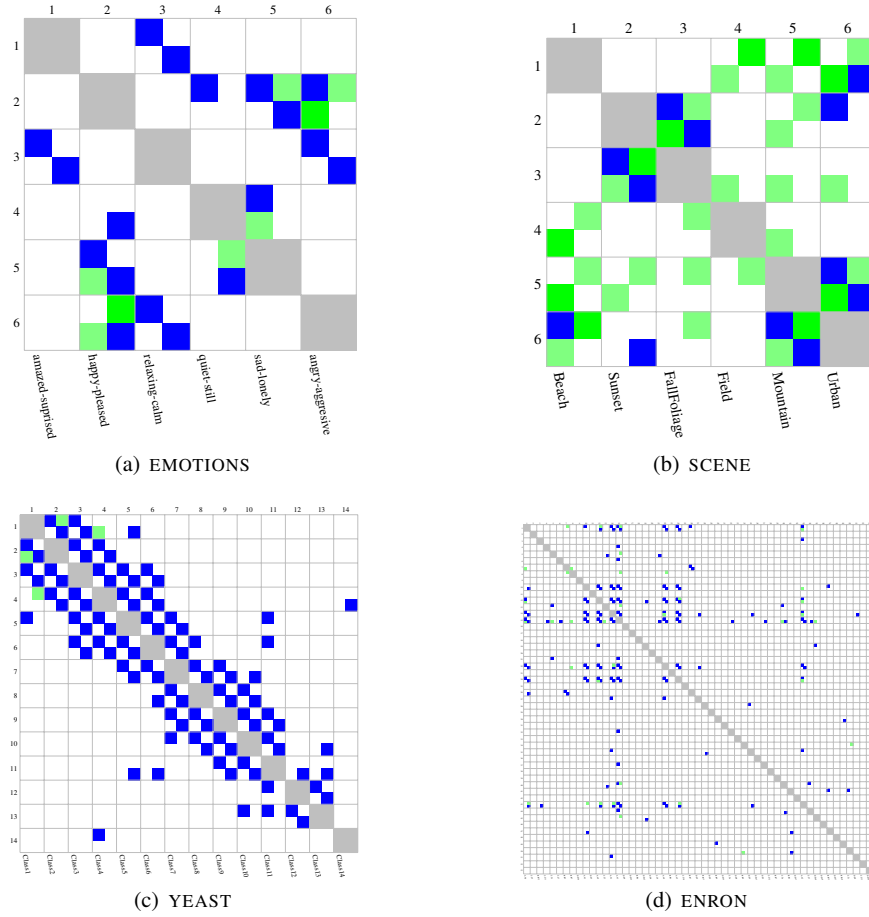 1 2 3 4 5 6
1
2
3
4
5
6
amazed-suprised
happy-pleased
relaxing-calm
quiet-still
sad-lonely
angry-aggresive
(a) EMOTIONS
1 2 3 4 5 6
1
2
3
4
5
6
Beach
Sunset
FallFoliage
Field
Mountain
Urban
(b) SCENE
1 2 3 4 5 6 7 8 9 10 11 12 13 14
1
2
3
4
5
6
7
8
9
10
11
12
13
14
Class1
Class2
Class3
Class4
Class5
Class6
Class7
Class8
Class9
Class10
Class11
Class12
Class13
Class14
(c) YEAST
(d) ENRON